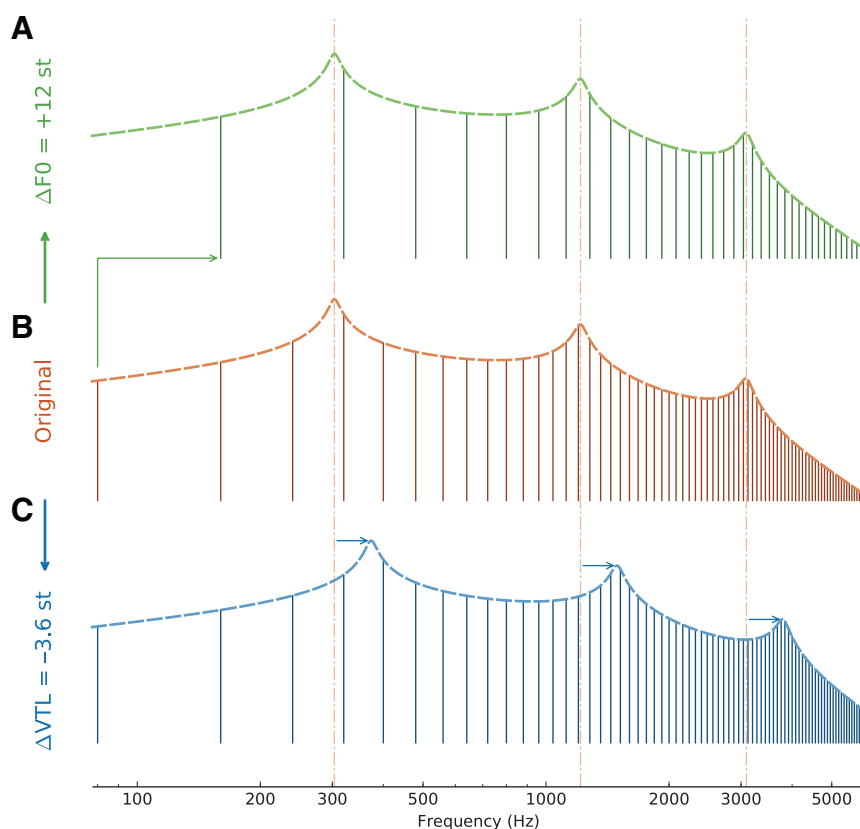 A
ΔF0 = +12 st
B
Original
C
ΔVTL = −3.6 st
100 200 300 500 1000 2000 3000 5000
Frequency (Hz)